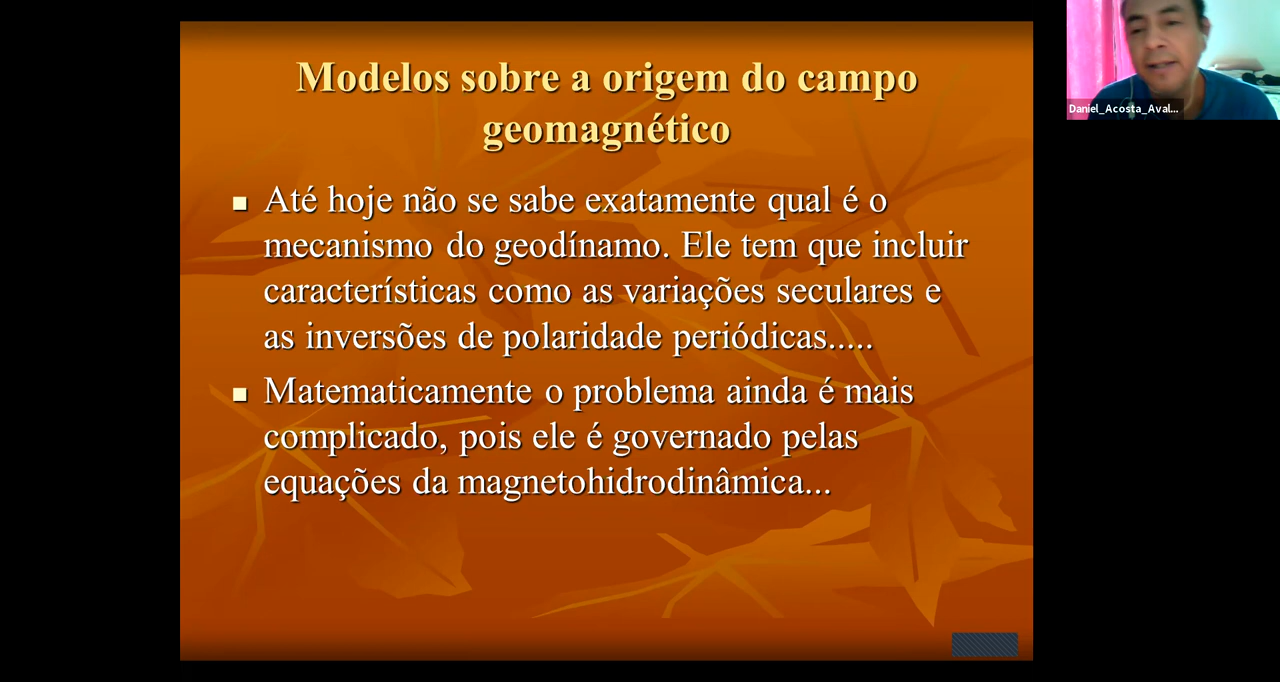 Modelos sobre a origem do campo
geomagnético
Até hoje não se sabe exatamente qual é o
mecanismo do geodínamo. Ele tem que incluir
características como as variações seculares e
as inversões de polaridade periódicas.....
Matematicamente o problema ainda é mais
complicado, pois ele é governado pelas
equações da magnetohidrodinâmica...
Daniel_Acosta_Aval...